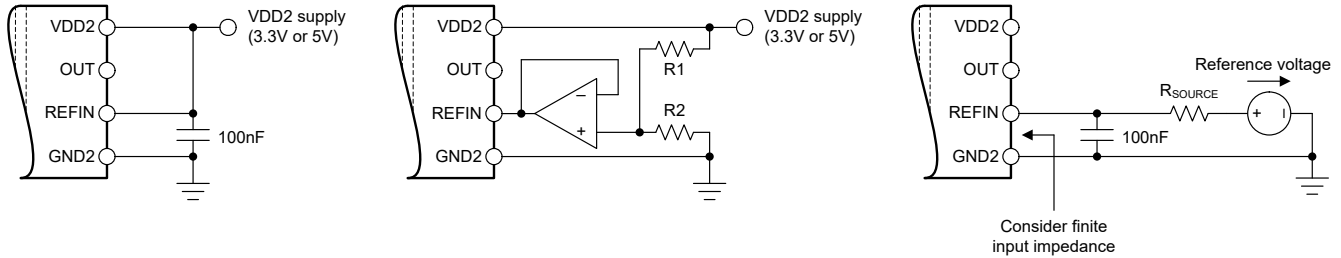 VDD2
OUT
REFIN
GND2
VDD2 supply
(3.3V or 5V)
100nF
VDD2
OUT
REFIN
GND2
–
+
R1
R2
VDD2 supply
(3.3V or 5V)
VDD2
OUT
REFIN
GND2
100nF
RSOURCE
Reference voltage
+ –
Consider finite
input impedance